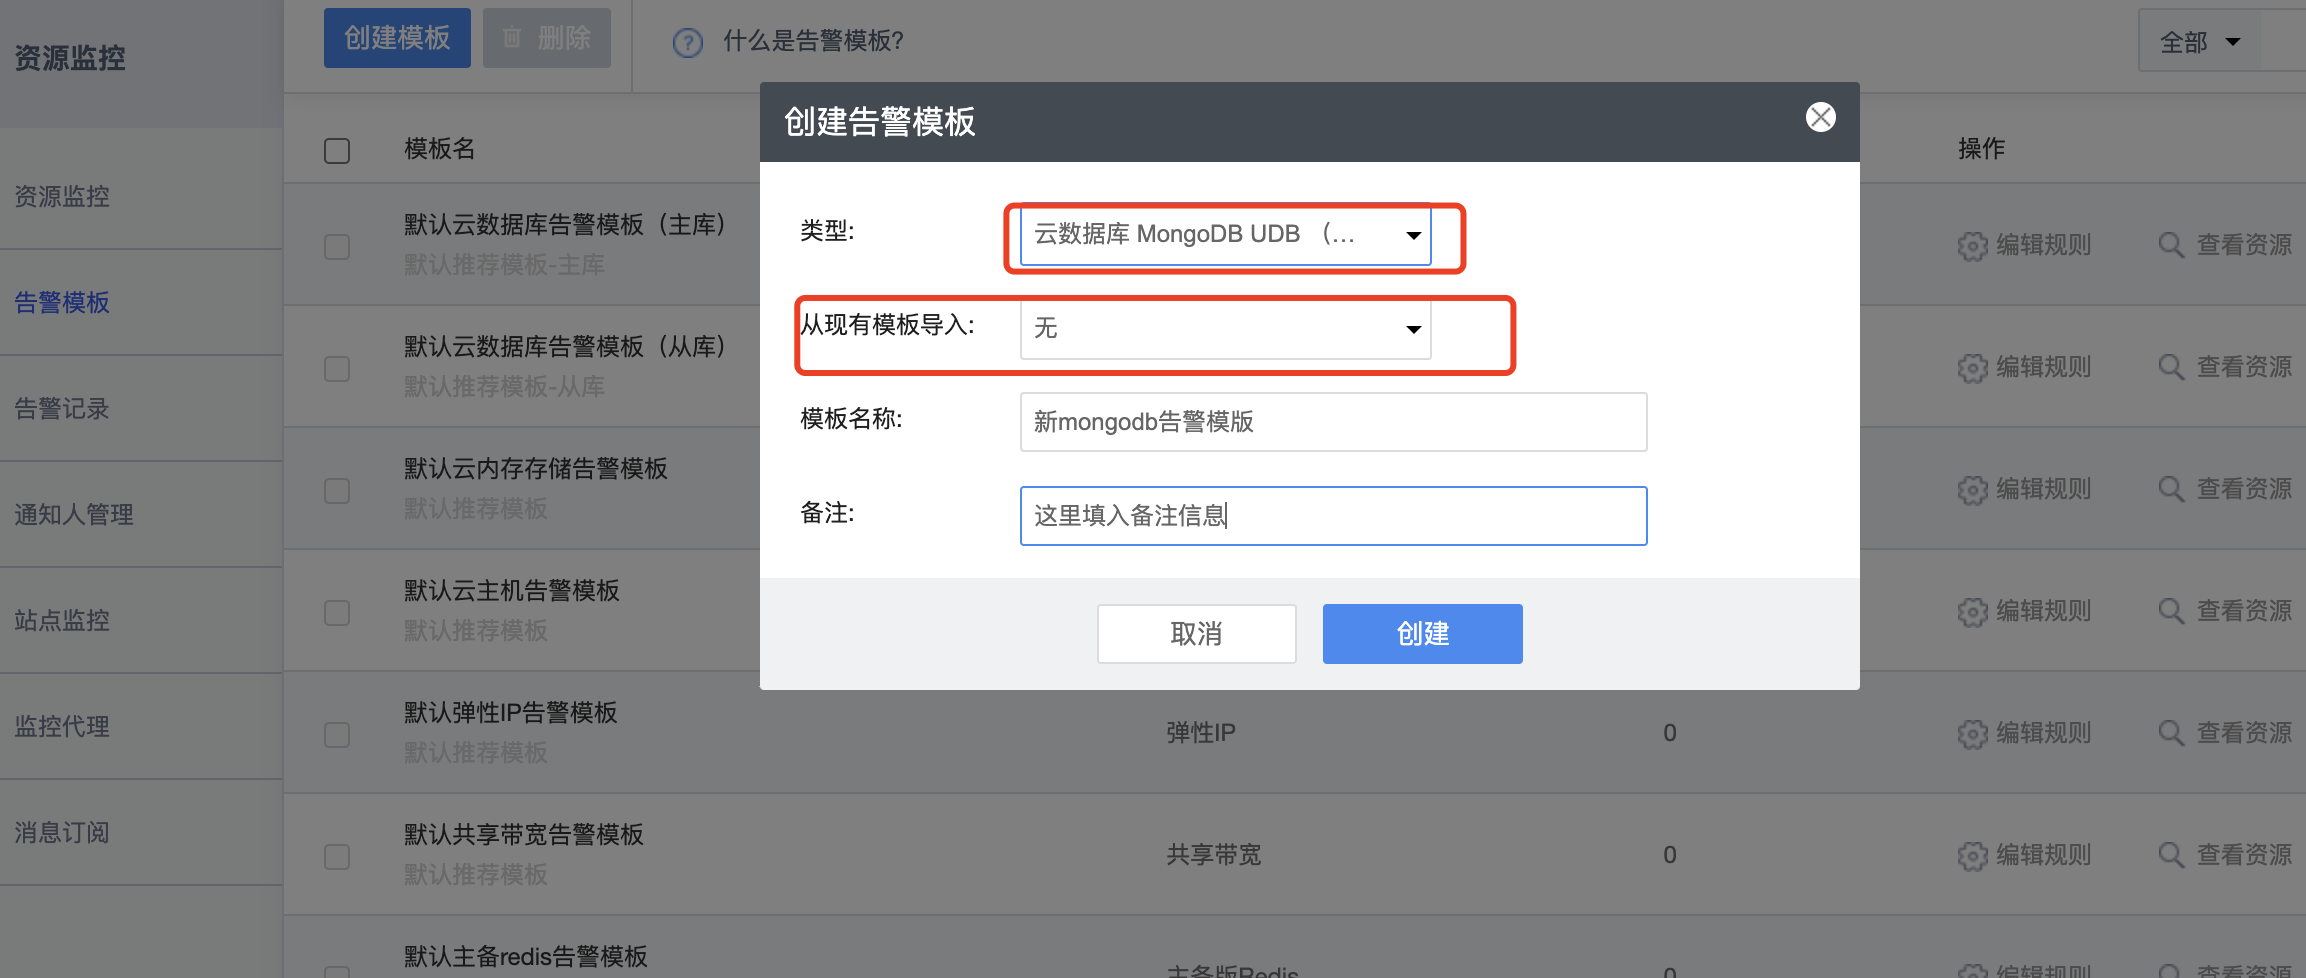 资源监控
创建模板
删除
什么是告警模板?
全部
创建告警模板
模板名
操作
资源监控
默认云数据库告警模板（主库）
默认推荐模板-主库
类型:
云数据库 MongoDB UDB （...
编辑规则
查看资源
告警模板
从现有模板导入:
无
默认云数据库告警模板（从库）
默认推荐模板-从库
编辑规则
查看资源
告警记录
模板名称:
新mongodb告警模版
默认云内存存储告警模板
默认推荐模板
编辑规则
查看资源
通知人管理
备注:
这里填入备注信息
默认云主机告警模板
默认推荐模板
编辑规则
查看资源
站点监控
取消
创建
默认弹性IP告警模板
默认推荐模板
弹性IP
0
编辑规则
查看资源
监控代理
默认共享带宽告警模板
默认推荐模板
共享带宽
0
编辑规则
查看资源
消息订阅
默认主备redis告警模板
主备版Redis
0
编辑规则
查看资源